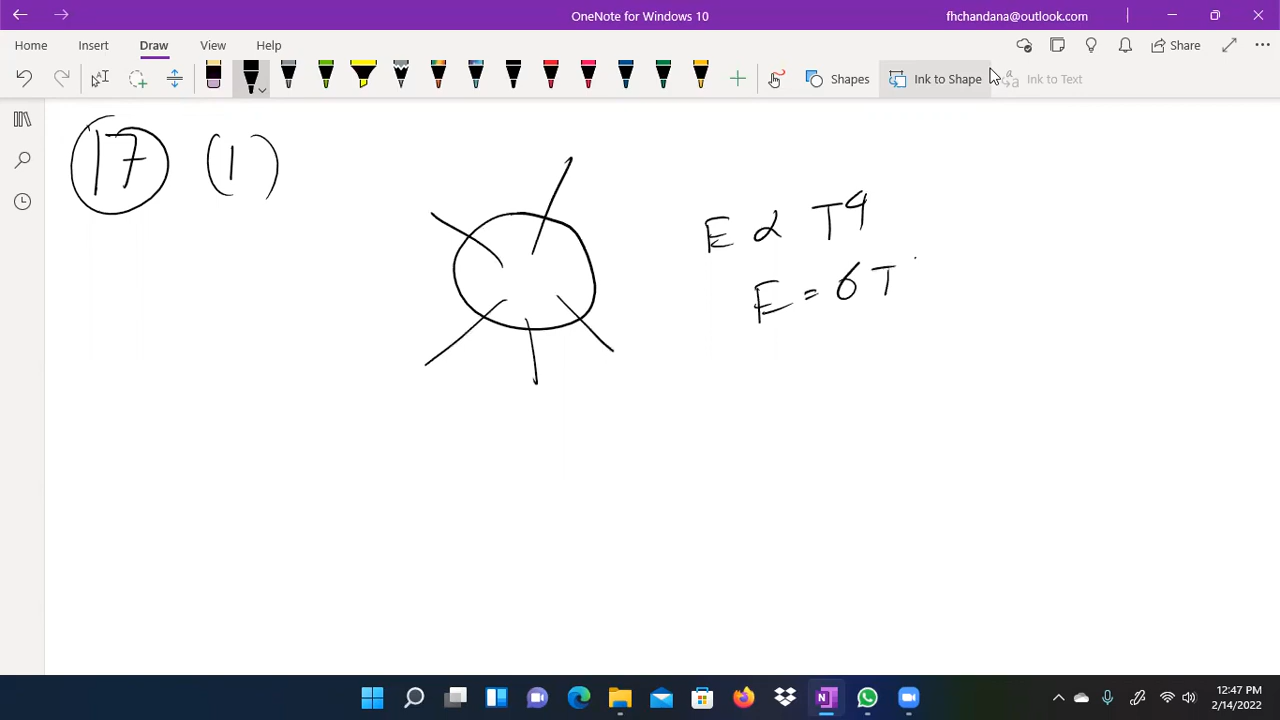 OneNote for Windows 10
fhchandana@outlook.com
Home
Insert
Draw
View
Help
Share
Shapes
Ink to Shape
Ink to Text
17 (1)
E ∝ T⁴
E = σ T
12:47 PM
2/14/2022